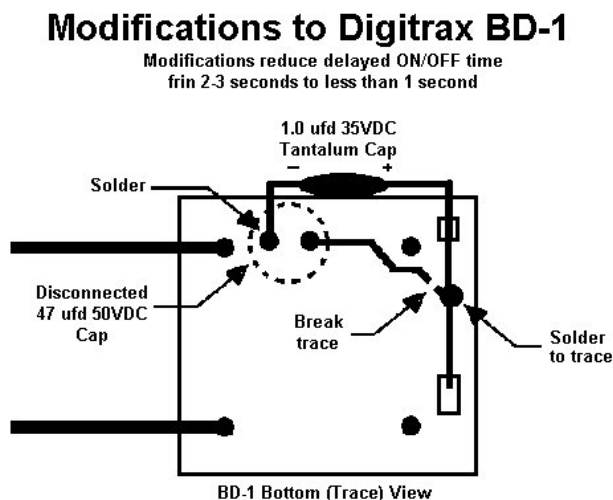 Modifications to Digitrax BD-1
Modifications reduce delayed ON/OFF time
frin 2-3 seconds to less than 1 second
1.0 ufd 35VDC
Tantalum Cap
− +
Solder
Disconnected
47 ufd 50VDC
Cap
Break
trace
Solder
to trace
BD-1 Bottom (Trace) View